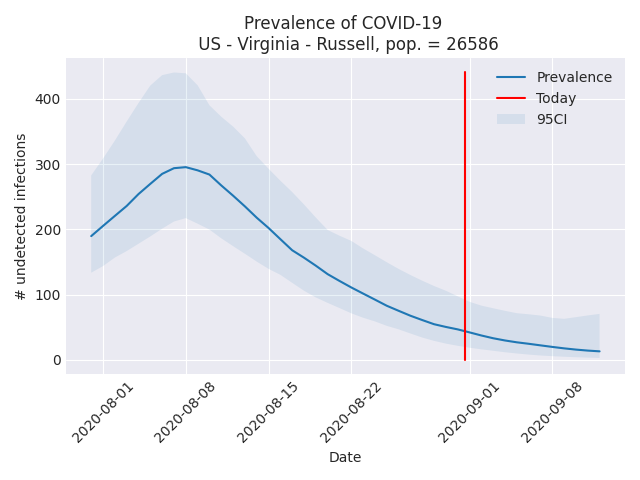 Prevalence of COVID-19
US - Virginia - Russell, pop. = 26586
Prevalence
Today
95CI
# undetected infections
400
300
200
100
0
2020-08-01
2020-08-08
2020-08-15
2020-08-22
2020-09-01
2020-09-08
Date